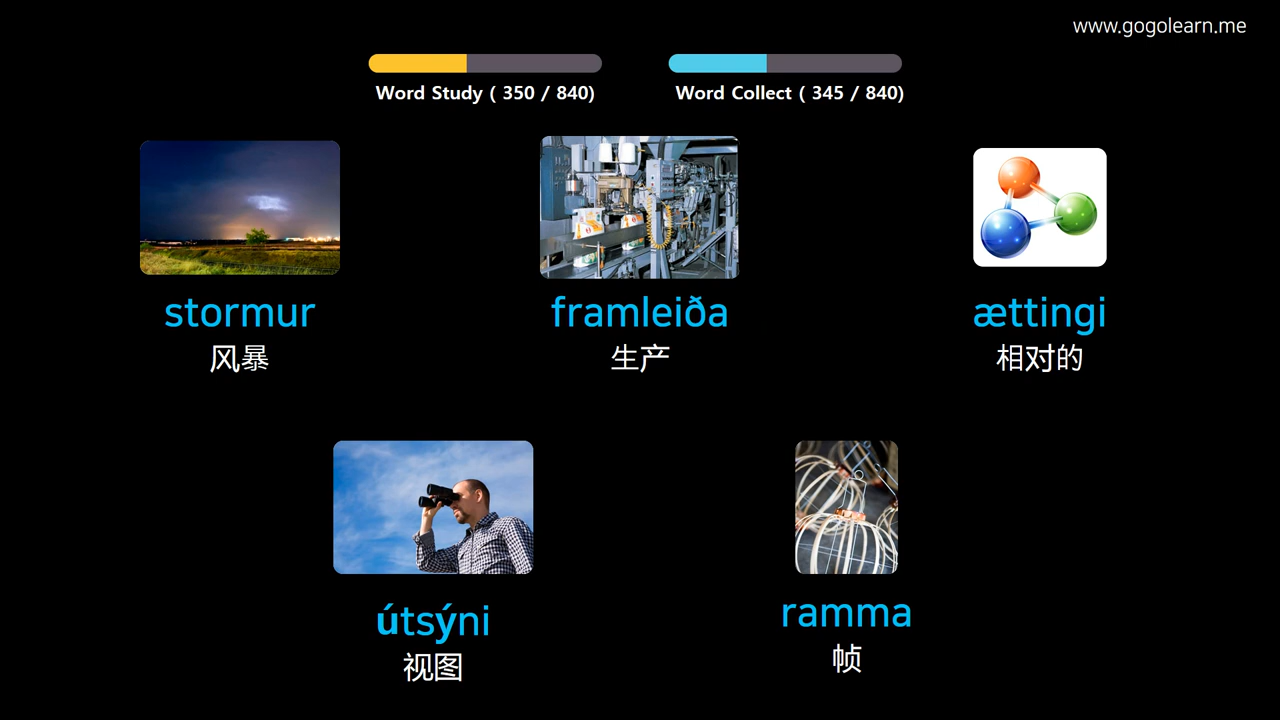 www.gogolearn.me
Word Study ( 350 / 840)
Word Collect ( 345 / 840)
stormur
风暴
framleiða
生产
ættingi
相对的
útsýni
视图
ramma
帧